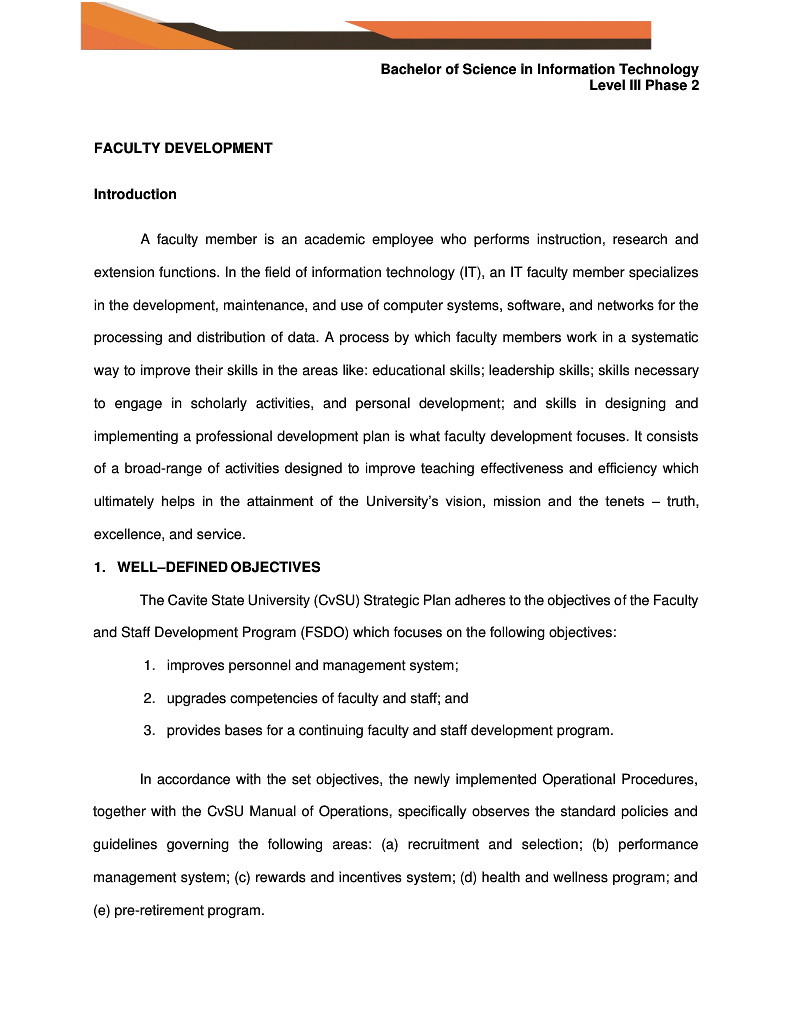 Bachelor of Science in Information Technology
Level III Phase 2
FACULTY DEVELOPMENT
Introduction
A faculty member is an academic employee who performs instruction, research and
extension functions. In the field of information technology (IT), an IT faculty member specializes
in the development, maintenance, and use of computer systems, software, and networks for the
processing and distribution of data. A process by which faculty members work in a systematic
way to improve their skills in the areas like: educational skills; leadership skills; skills necessary
to engage in scholarly activities, and personal development; and skills in designing and
implementing a professional development plan is what faculty development focuses. It consists
of a broad-range of activities designed to improve teaching effectiveness and efficiency which
ultimately helps in the attainment of the University's vision, mission and the tenets – truth,
excellence, and service.
1. WELL–DEFINED OBJECTIVES
The Cavite State University (CvSU) Strategic Plan adheres to the objectives of the Faculty
and Staff Development Program (FSDO) which focuses on the following objectives:
1. improves personnel and management system;
2. upgrades competencies of faculty and staff; and
3. provides bases for a continuing faculty and staff development program.
In accordance with the set objectives, the newly implemented Operational Procedures,
together with the CvSU Manual of Operations, specifically observes the standard policies and
guidelines governing the following areas: (a) recruitment and selection; (b) performance
management system; (c) rewards and incentives system; (d) health and wellness program; and
(e) pre-retirement program.